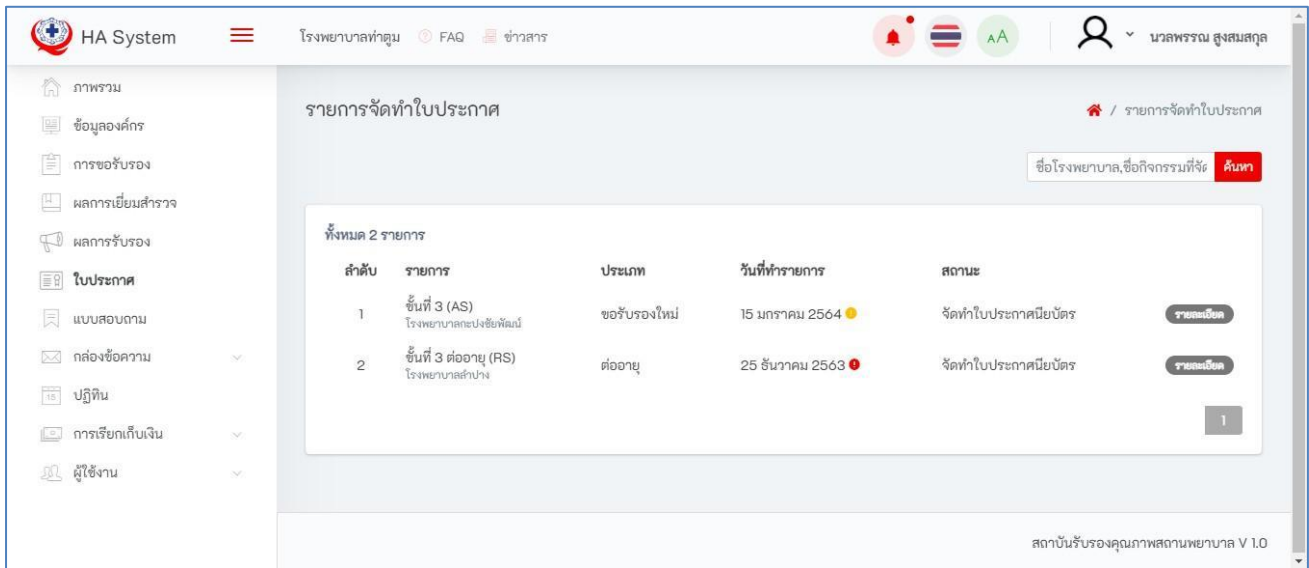 HA System
โรงพยาบาลท่าตูม
FAQ
ข่าวสาร
AA
นวลพรรณ สูงสมสกุล
ภาพรวม
ข้อมูลองค์กร
การขอรับรอง
ผลการเยี่ยมสำรวจ
ผลการรับรอง
ใบประกาศ
แบบสอบถาม
กล่องข้อความ
ปฏิทิน
การเรียกเก็บเงิน
ผู้ใช้งาน
รายการจัดทำใบประกาศ
/ รายการจัดทำใบประกาศ
ชื่อโรงพยาบาล,ชื่อกิจกรรมที่จัด
ค้นหา
ทั้งหมด 2 รายการ
ลำดับ รายการ ประเภท วันที่ทำรายการ สถานะ
1 ขั้นที่ 3 (AS) ขอรับรองใหม่ 15 มกราคม 2564 จัดทำใบประกาศนียบัตร รายละเอียด
โรงพยาบาลกะปงชัยพัฒน์
2 ขั้นที่ 3 ต่ออายุ (RS) ต่ออายุ 25 ธันวาคม 2563 จัดทำใบประกาศนียบัตร รายละเอียด
โรงพยาบาลลำปาง
1
สถาบันรับรองคุณภาพสถานพยาบาล V 1.0